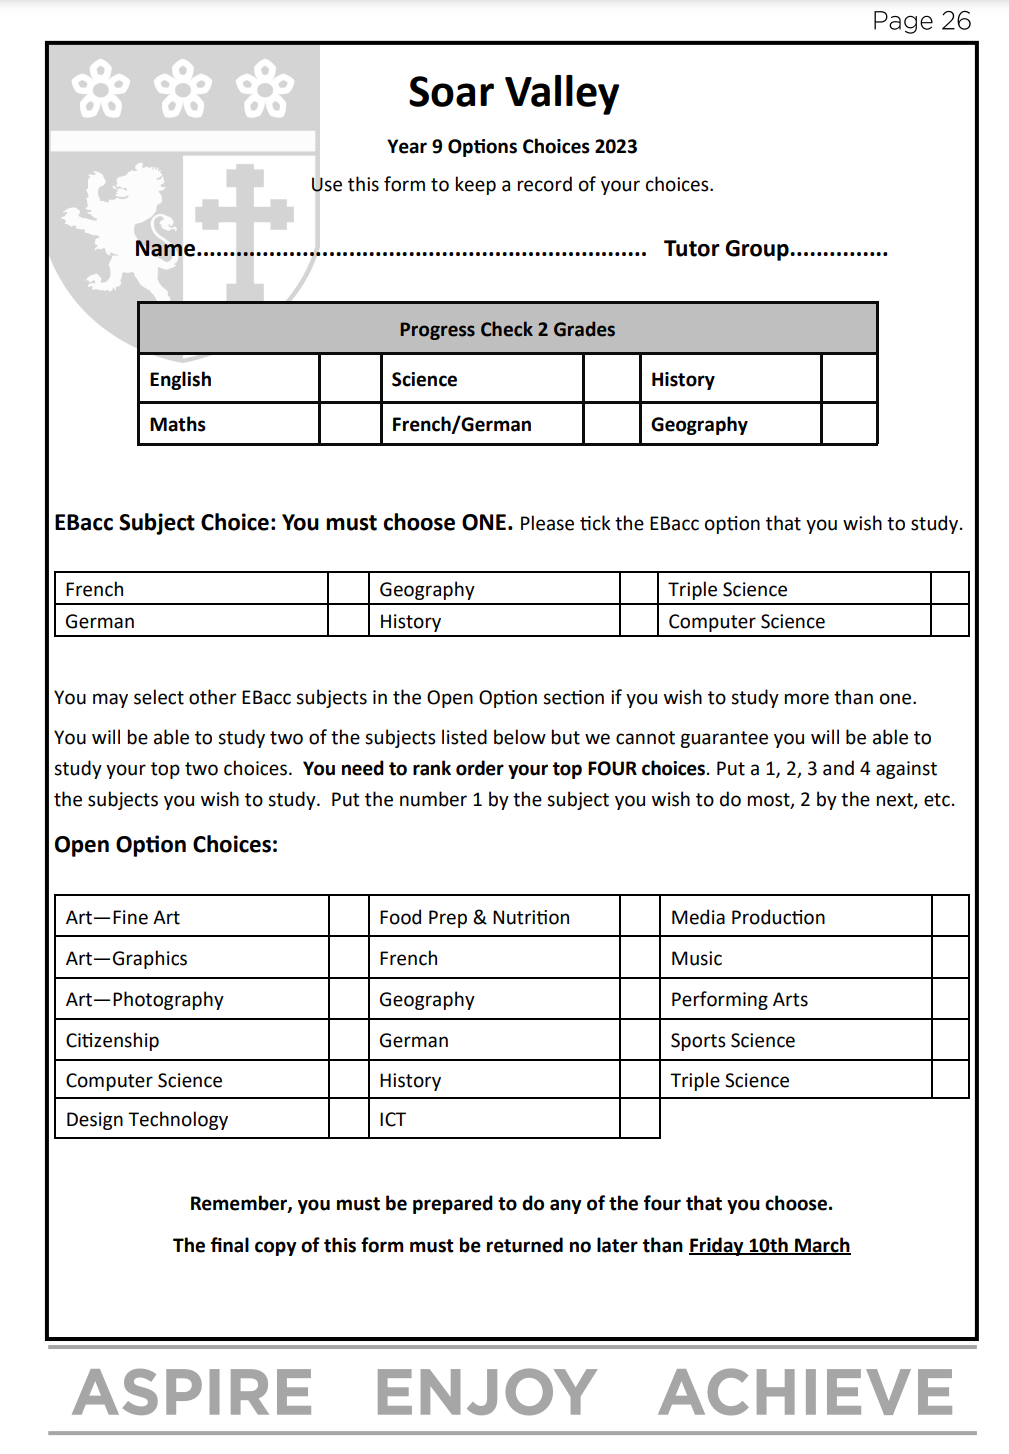 Page 26
Soar Valley
Year 9 Options Choices 2023
Use this form to keep a record of your choices.
Name.................................................................... Tutor Group...............
Progress Check 2 Grades
English Science History
Maths French/German Geography
EBacc Subject Choice: You must choose ONE. Please tick the EBacc option that you wish to study.
French Geography Triple Science
German History Computer Science
You may select other EBacc subjects in the Open Option section if you wish to study more than one.
You will be able to study two of the subjects listed below but we cannot guarantee you will be able to
study your top two choices. You need to rank order your top FOUR choices. Put a 1, 2, 3 and 4 against
the subjects you wish to study. Put the number 1 by the subject you wish to do most, 2 by the next, etc.
Open Option Choices:
Art—Fine Art Food Prep & Nutrition Media Production
Art—Graphics French Music
Art—Photography Geography Performing Arts
Citizenship German Sports Science
Computer Science History Triple Science
Design Technology ICT
Remember, you must be prepared to do any of the four that you choose.
The final copy of this form must be returned no later than Friday 10th March
ASPIRE ENJOY ACHIEVE